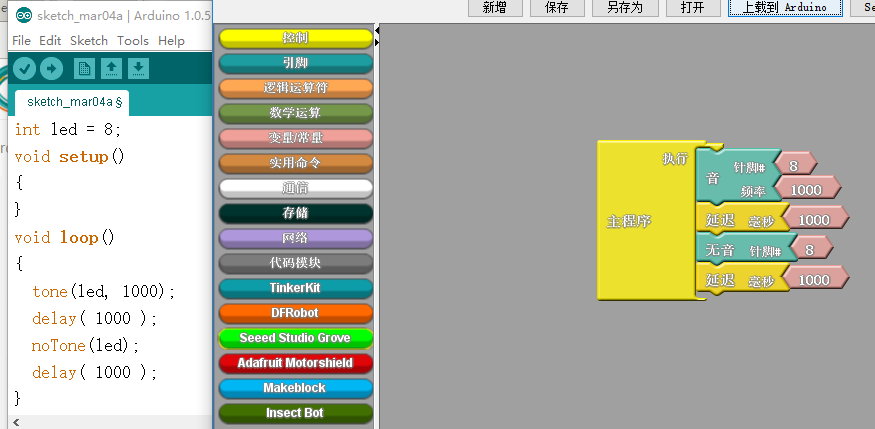 sketch_mar04a | Arduino 1.0.5
File Edit Sketch Tools Help
sketch_mar04a §
int led = 8;
void setup()
{
}
void loop()
{
tone(led, 1000);
delay( 1000 );
noTone(led);
delay( 1000 );
}
新增 保存 另存为 打开 上载到 Arduino Se
控制
引脚
逻辑运算符
数学运算
变量/常量
实用命令
通信
存储
网络
代码模块
TinkerKit
DFRobot
Seeed Studio Grove
Adafruit Motorshield
Makeblock
Insect Bot
主程序
执行
音 针脚# 8
频率 1000
延迟 毫秒 1000
无音 针脚# 8
延迟 毫秒 1000